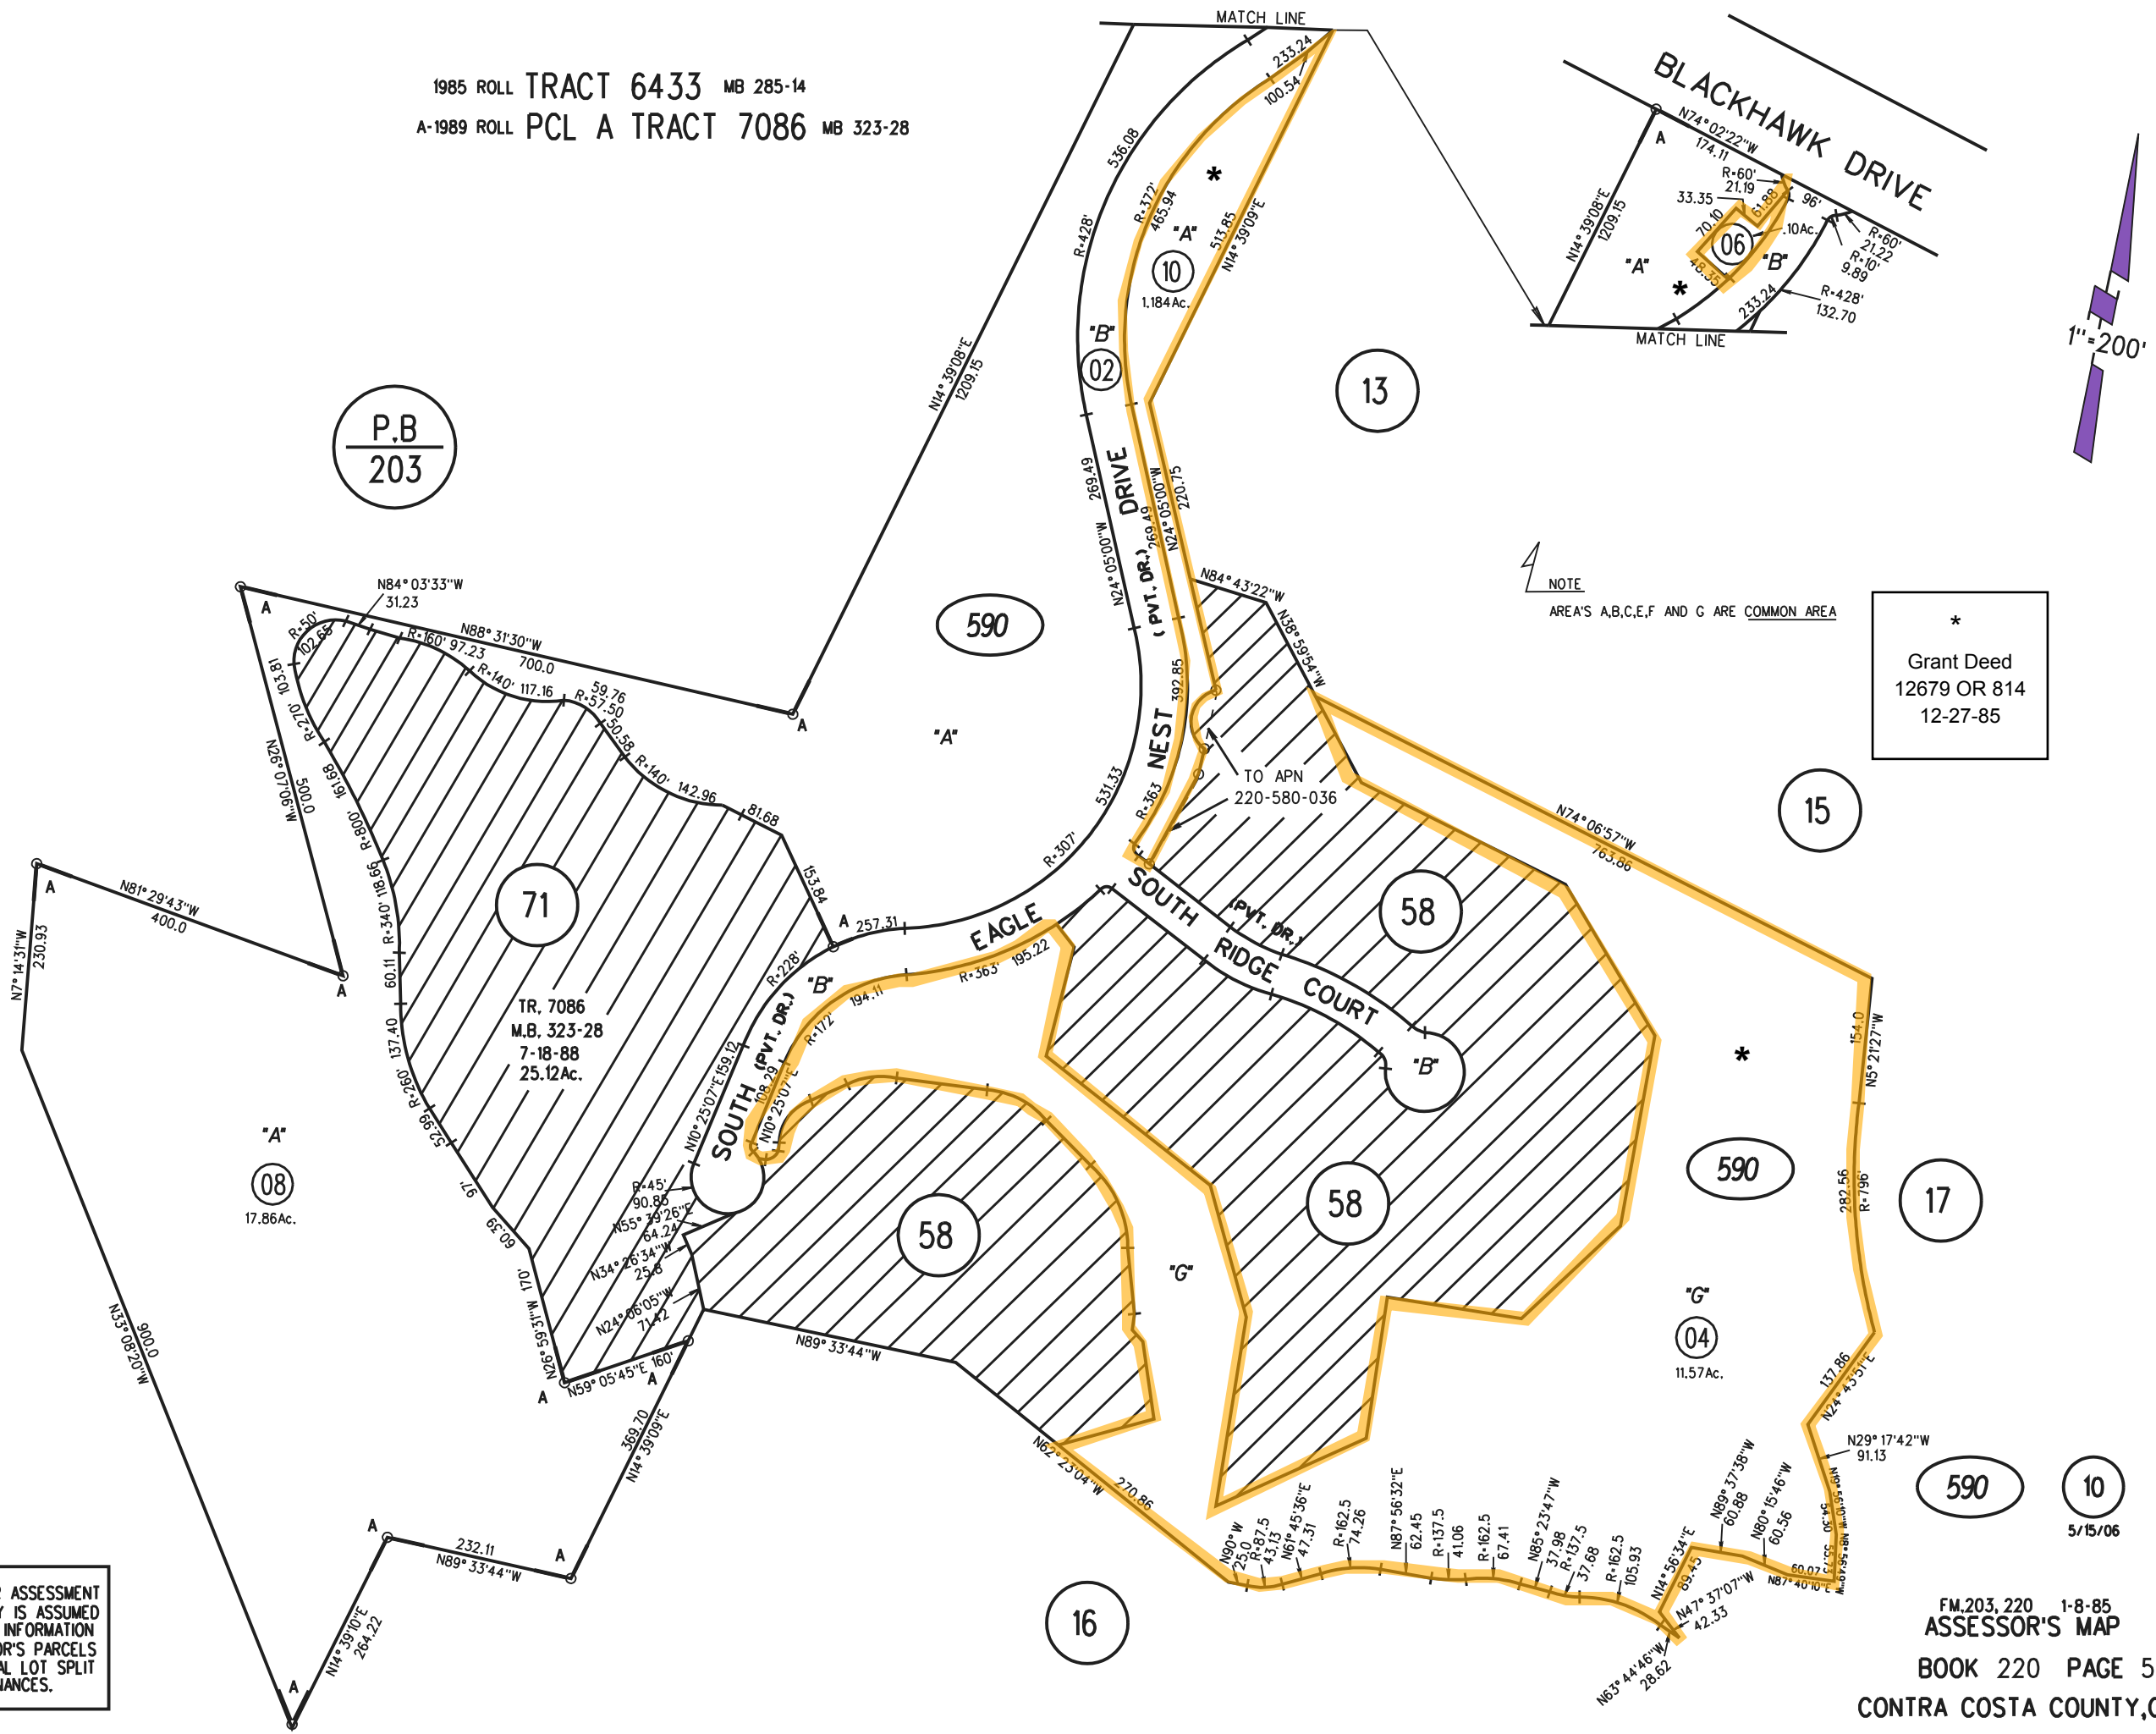 1985 ROLL TRACT 6433 MB 285-14
A-1989 ROLL PCL A TRACT 7086 MB 323-28
MATCH LINE
233.24
100.54
536.08
R=428'
R=372'
465.94
*
"A"
10
1.184Ac.
513.85
N14°39'09"E
"B"
02
N14°39'08"E
1209.15
BLACKHAWK DRIVE
A
N74°02'22"W
174.11
R=60'
21.19
33.35
61.88
96'
70.10
06
.10Ac.
48.35
"B"
"A"
*
N14°39'08"E
1209.15
R=60'
21.22
R=10'
9.89
R=428'
132.70
233.24
MATCH LINE
1"=200'
13
P.B
203
269.49
N24°05'00"W
DRIVE
(PVT. DR.)
269.49
N24°05'00"W
220.75
NEST
392.85
R=363
N84°43'22"W
N38°59'54"W
NOTE
AREA'S A,B,C,E,F AND G ARE COMMON AREA
*
Grant Deed
12679 OR 814
12-27-85
590
"A"
N84°03'33"W
31.23
A
R=50'
102.65
R=160' 97.23
N88°31'30"W
700.0
R=140' 117.16
59.76
R=57.50
50.58
R=140' 142.96
81.68
153.84
A
103.81
R=270'
161.68
R=800'
N26°07'06"W
500.0
118.66
R=340'
60.11
137.40
R=260'
52.99
97'
60.39
170'
N26°59'31"W
71
TR. 7086
M.B. 323-28
7-18-88
25.12Ac.
A
N81°29'43"W
400.0
A
N7°14'31"W
230.93
"A"
08
17.86Ac.
N33°08'20"W
900.0
TO APN
220-580-036
531.33
R=307'
A 257.31
EAGLE
R=363' 195.22
R=228'
"B"
194.11
R=172'
SOUTH (PVT. DR.)
N10°25'07"E 159.12
108.29
N10°25'07"E
R=45'
90.85
N55°39'26"E
64.24
N34°26'34"W
25.8
N24°06'05"W
71.42
N59°05'45"E 160'
A
A
N89°33'44"W
SOUTH RIDGE COURT
(PVT. DR.)
"B"
58
58
58
"G"
N74°06'57"W
763.86
15
154.0
N5°21'27"W
*
590
282.56
R=796'
17
"G"
04
11.57Ac.
137.86
N24°43'51"E
N29°17'42"W
91.13
369.70
N14°39'09"E
A
232.11
N89°33'44"W
A
N14°39'10"E
264.22
A
N62°23'04"W
270.86
N90°W
25.0
R=87.5
43.13
N61°45'36"E
47.31
R=162.5
74.26
N87°56'32"E
62.45
R=137.5
41.06
R=162.5
67.41
N85°23'47"W
37.98
R=137.5
37.68
R=162.5
105.93
N14°56'34"E
89.45
N89°37'38"W
60.88
N80°15'46"W
60.56
60.07
N47°37'07"W
42.33
N63°44'46"W
28.62
16
590
10
5/15/06
FM,203,220 1-8-85
ASSESSOR'S MAP
BOOK 220 PAGE 5
CONTRA COSTA COUNTY,
ASSESSMENT
IS ASSUMED
INFORMATION
OR'S PARCELS
LOT SPLIT
NANCES.